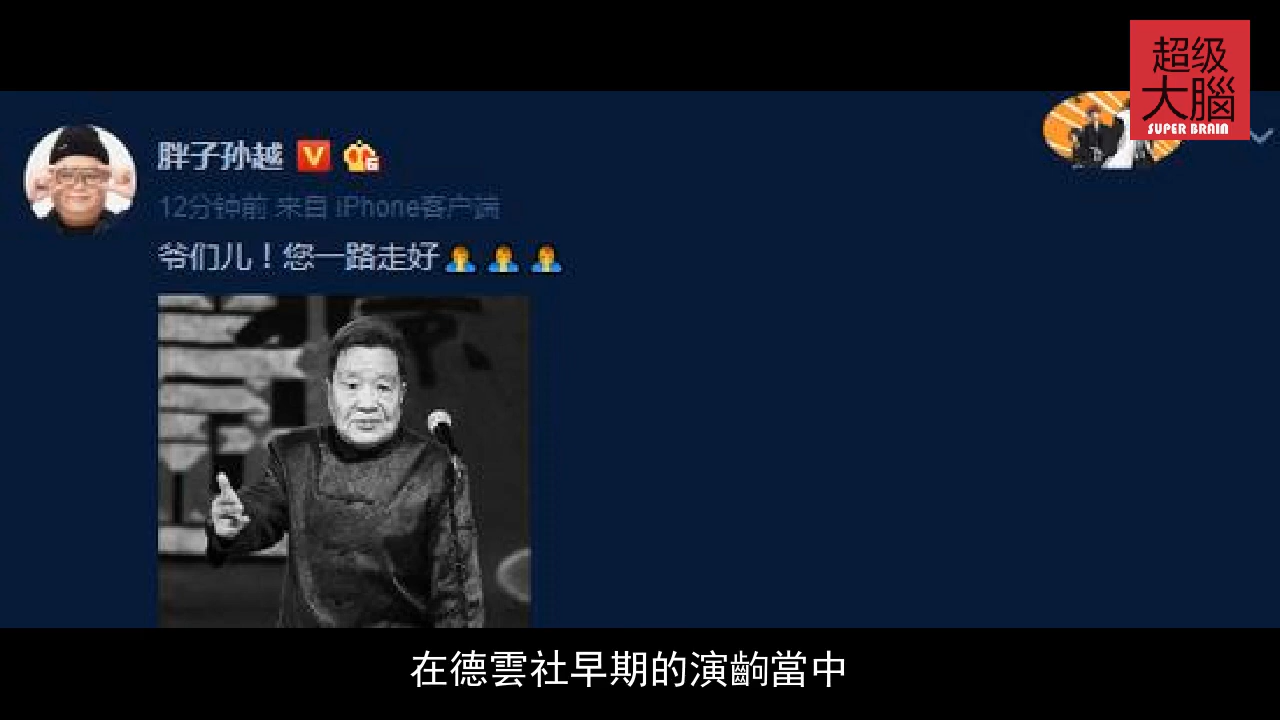 超级
大腦
SUPER BRAIN
胖子孙越
12分钟前 来自 iPhone客户端
爷们儿！您一路走好
在德雲社早期的演齣當中